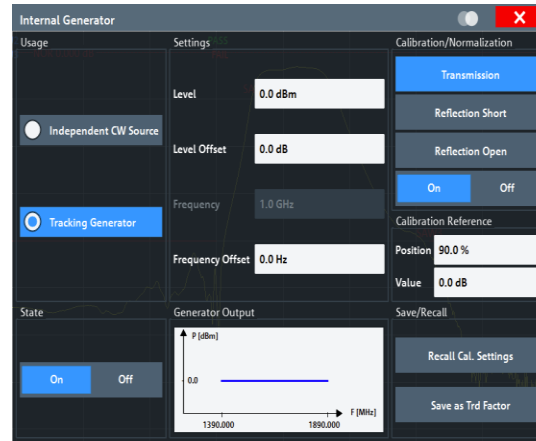 Internal Generator
Usage
Independent CW Source
Tracking Generator
Settings
Level 0.0 dBm
Level Offset 0.0 dB
Frequency 1.0 GHz
Frequency Offset 0.0 Hz
Calibration/Normalization
Transmission
Reflection Short
Reflection Open
On Off
Calibration Reference
Position 90.0 %
Value 0.0 dB
State
On Off
Generator Output
P [dBm]
0.0
F [MHz]
1390.000 1890.000
Save/Recall
Recall Cal. Settings
Save as Trd Factor